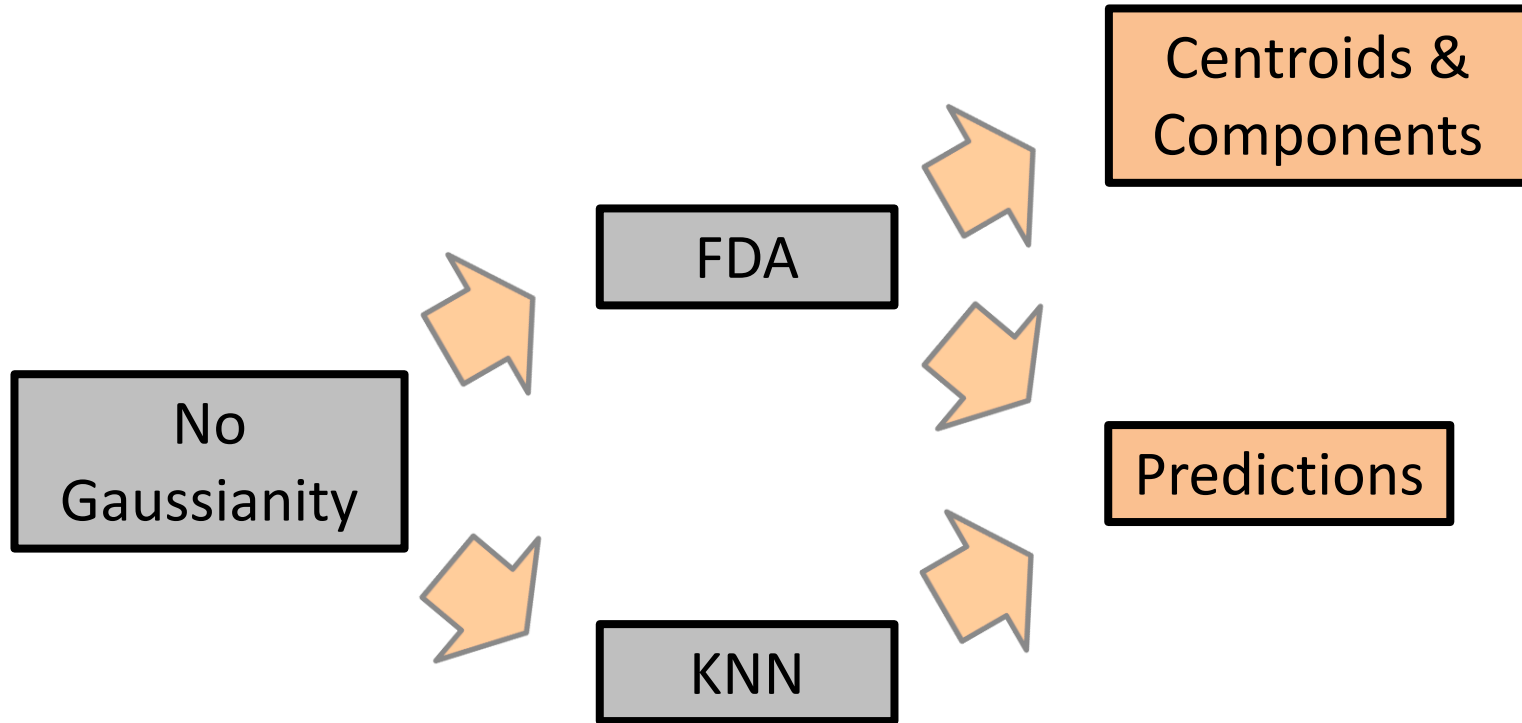 No
Gaussianity
FDA
KNN
Centroids &
Components
Predictions